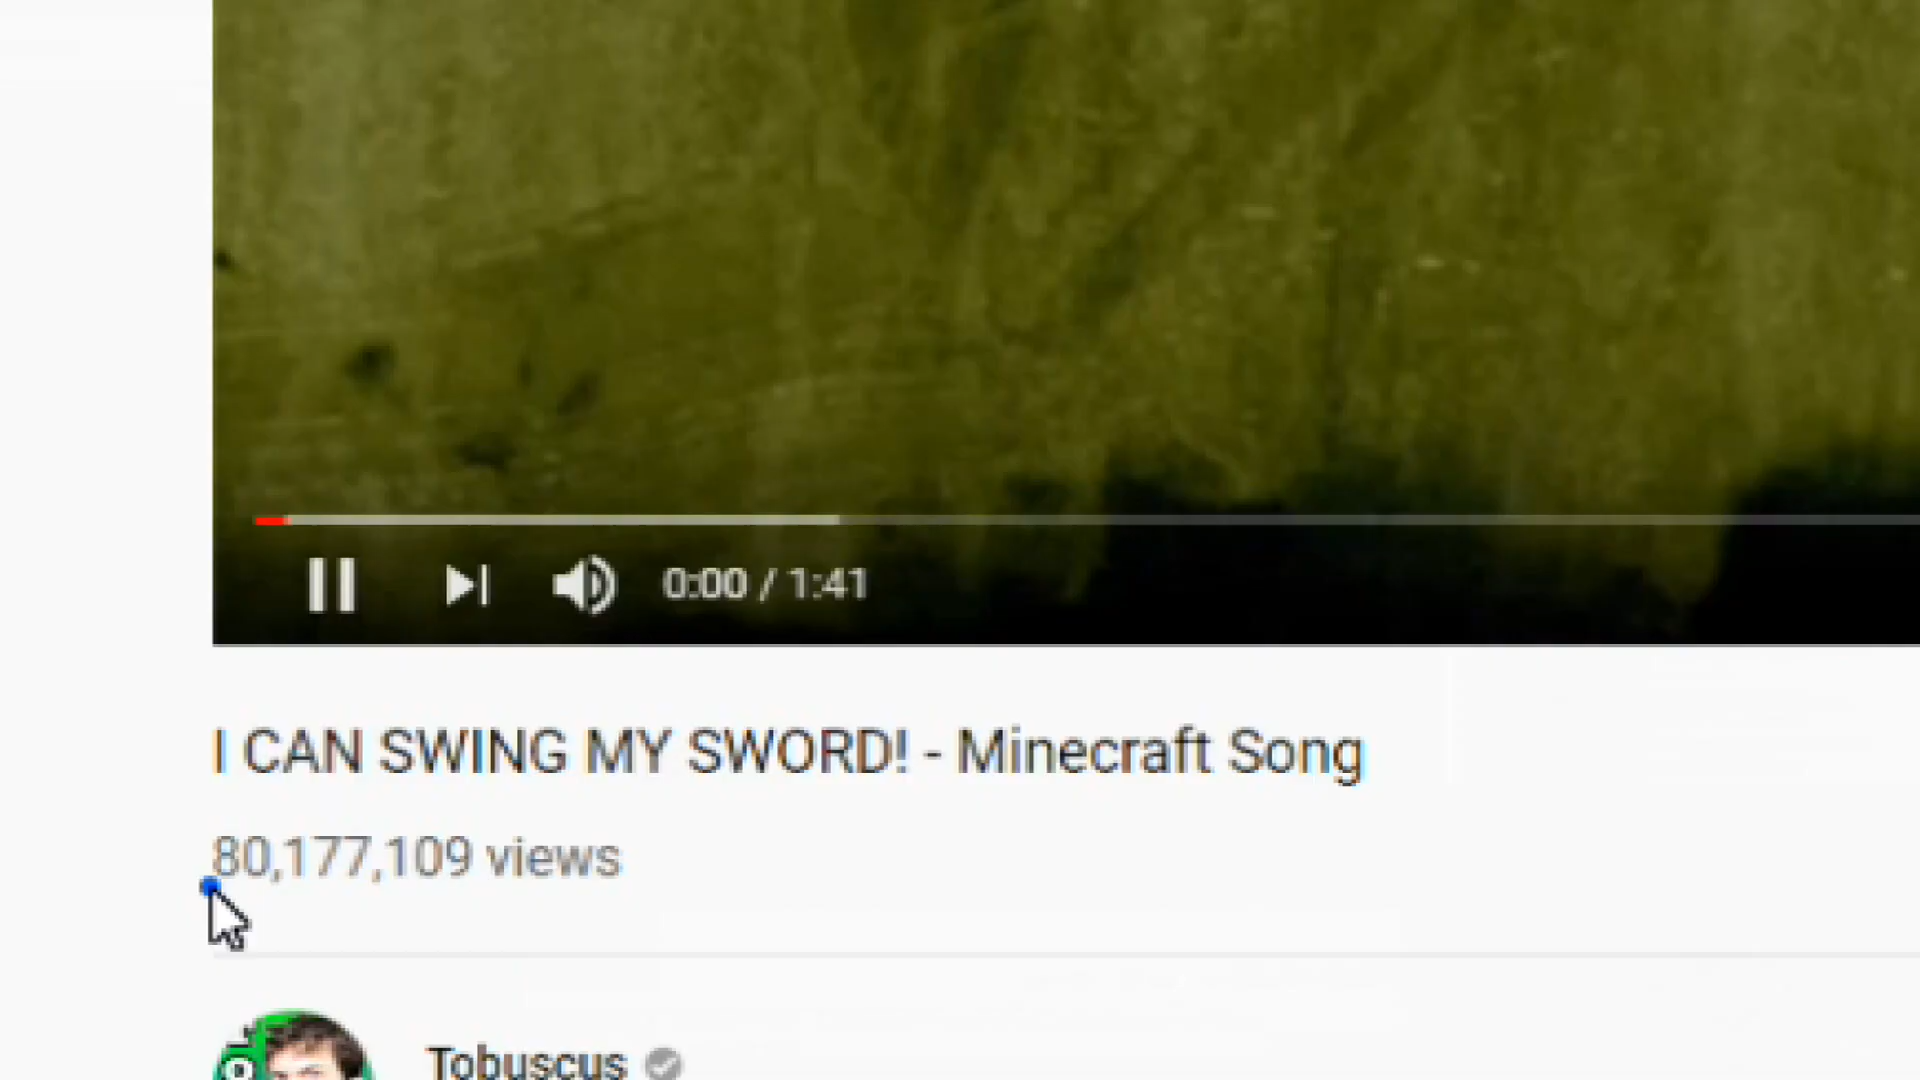 0:00 / 1:41
I CAN SWING MY SWORD! - Minecraft Song
80,177,109 views
Tobuscus